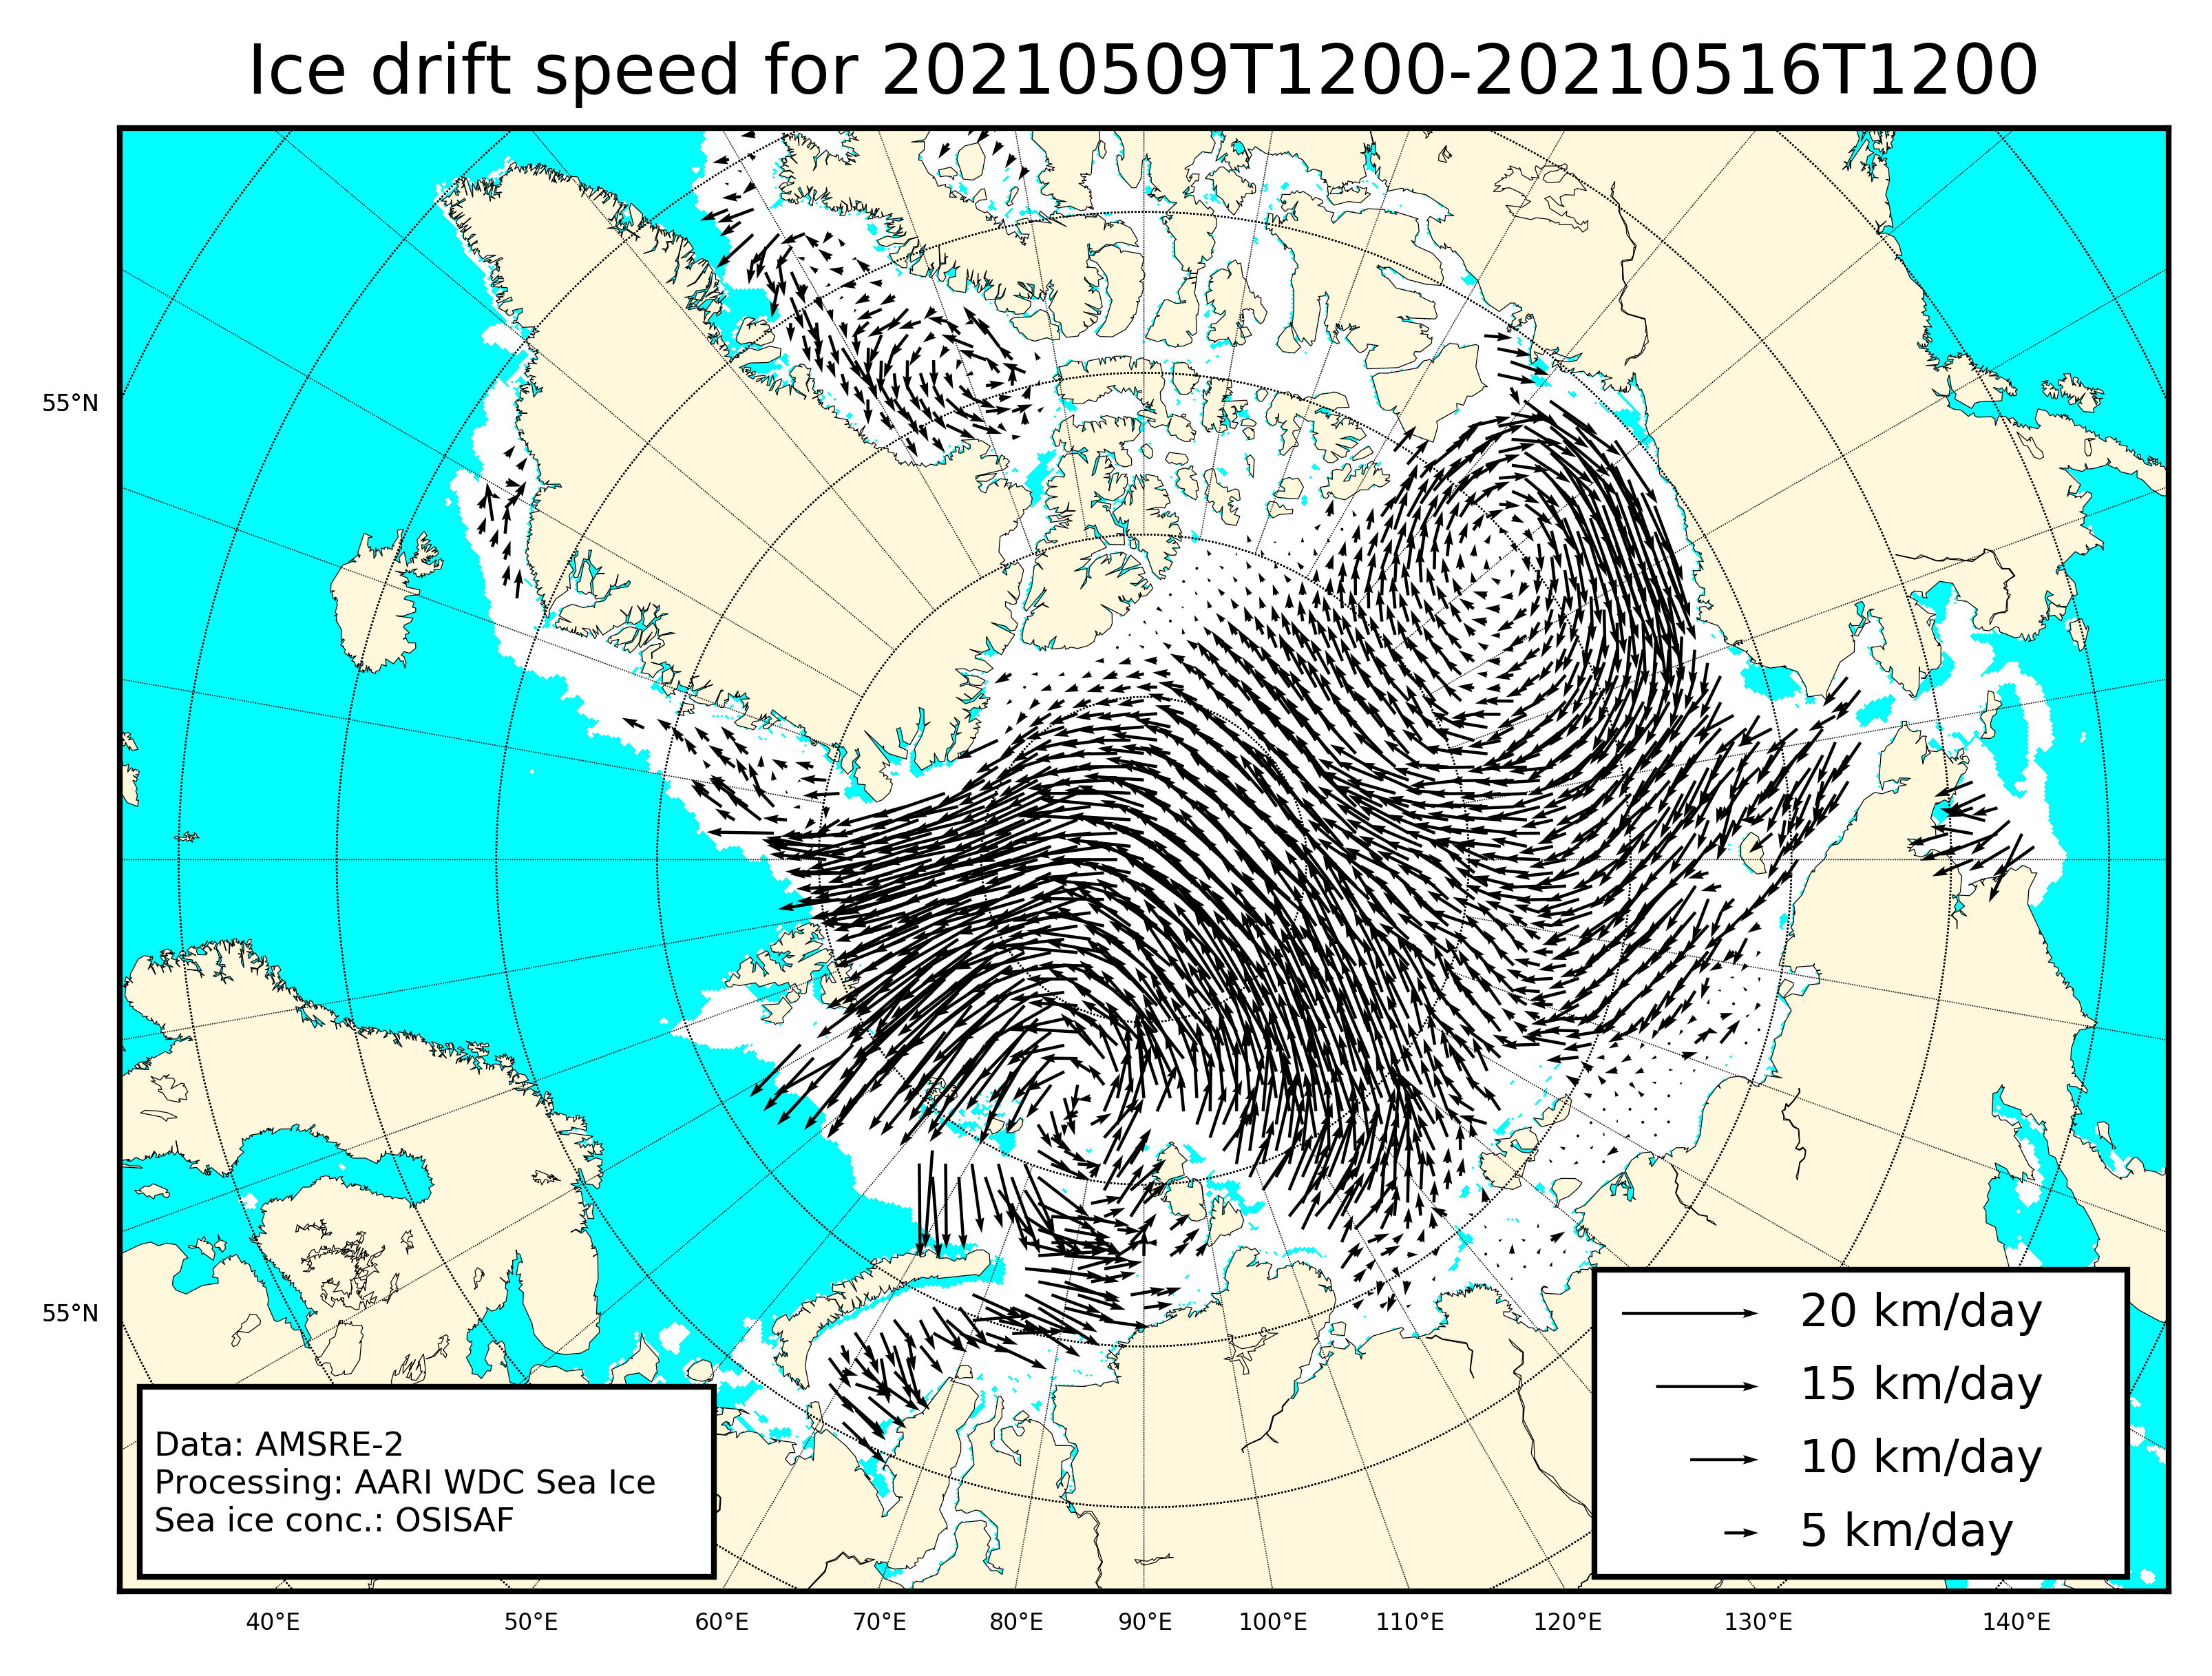 Ice drift speed for 20210509T1200-20210516T1200
55°N
55°N
20 km/day
15 km/day
10 km/day
5 km/day
Data: AMSRE-2
Processing: AARI WDC Sea Ice
Sea ice conc.: OSISAF
40°E 50°E 60°E 70°E 80°E 90°E 100°E 110°E 120°E 130°E 140°E